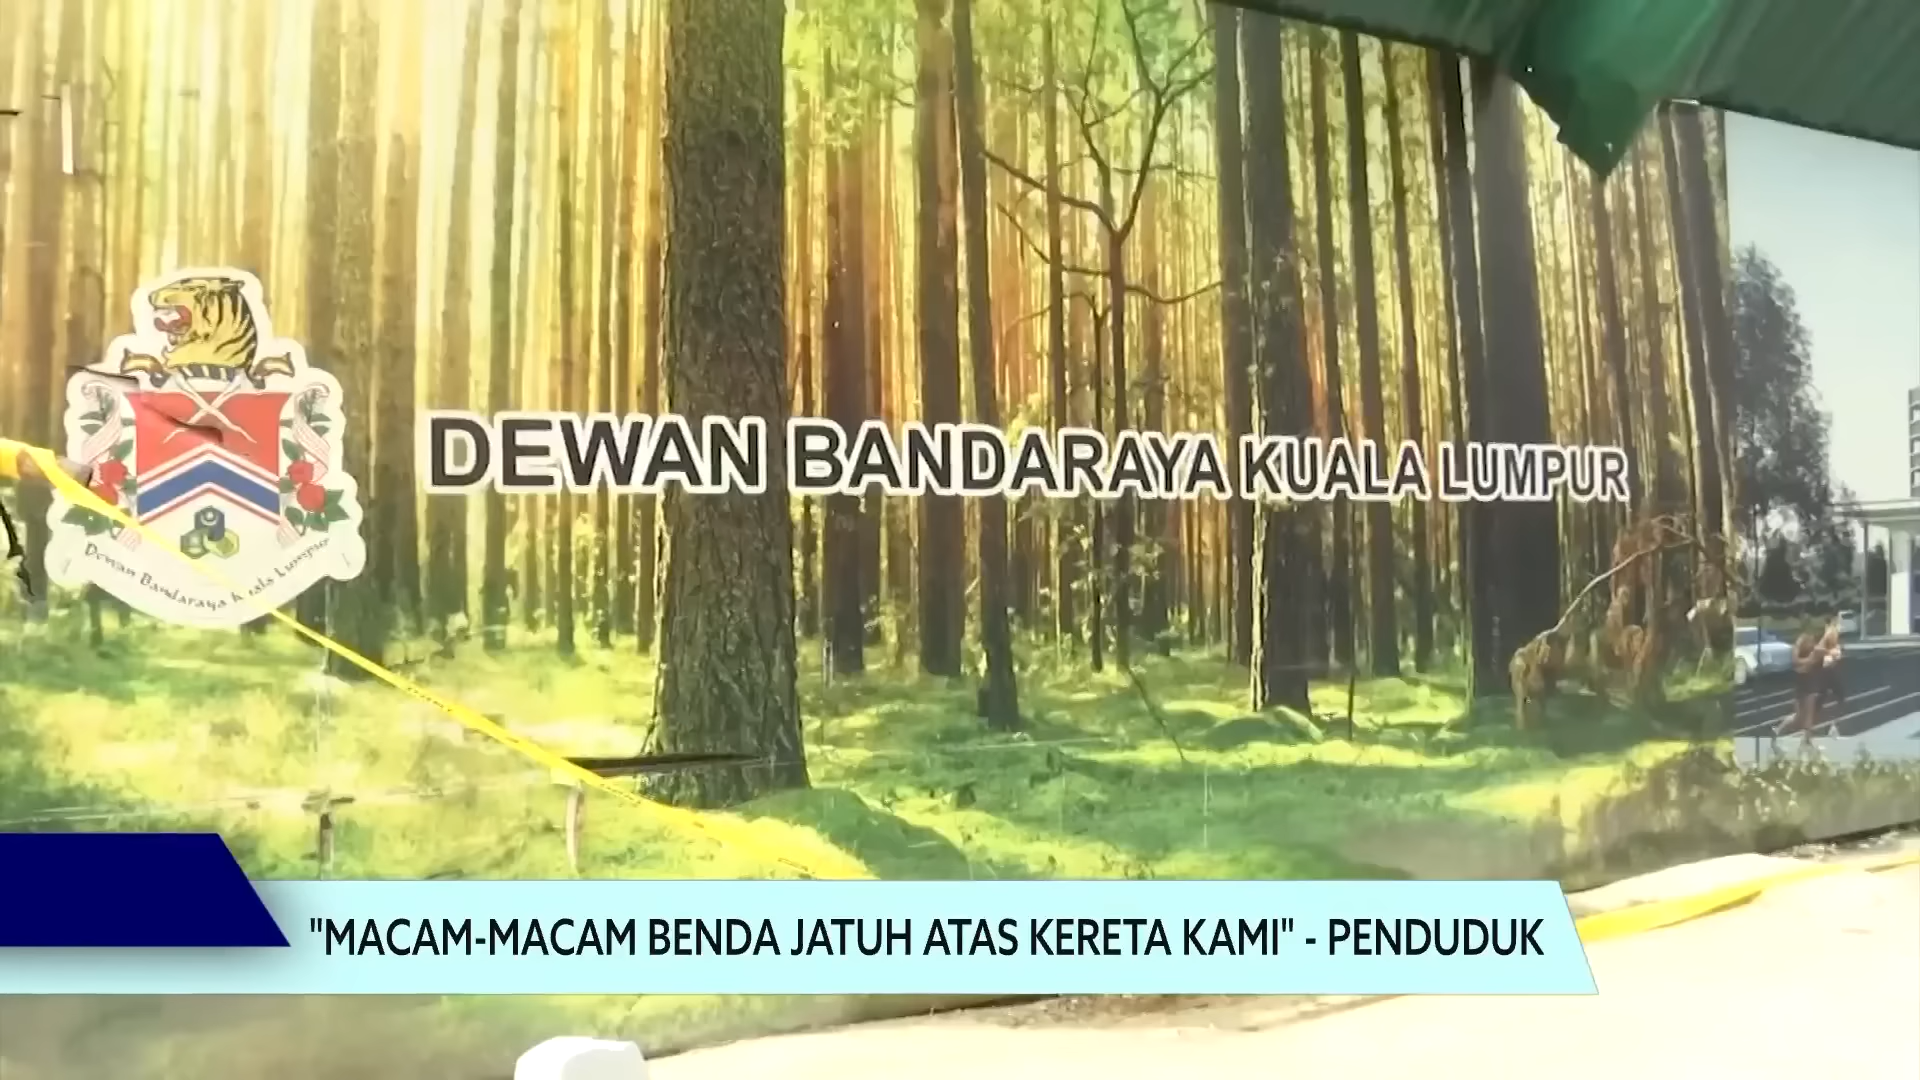 DEWAN BANDARAYA KUALA LUMPUR
Dewan Bandaraya Kuala Lumpur
"MACAM-MACAM BENDA JATUH ATAS KERETA KAMI" - PENDUDUK